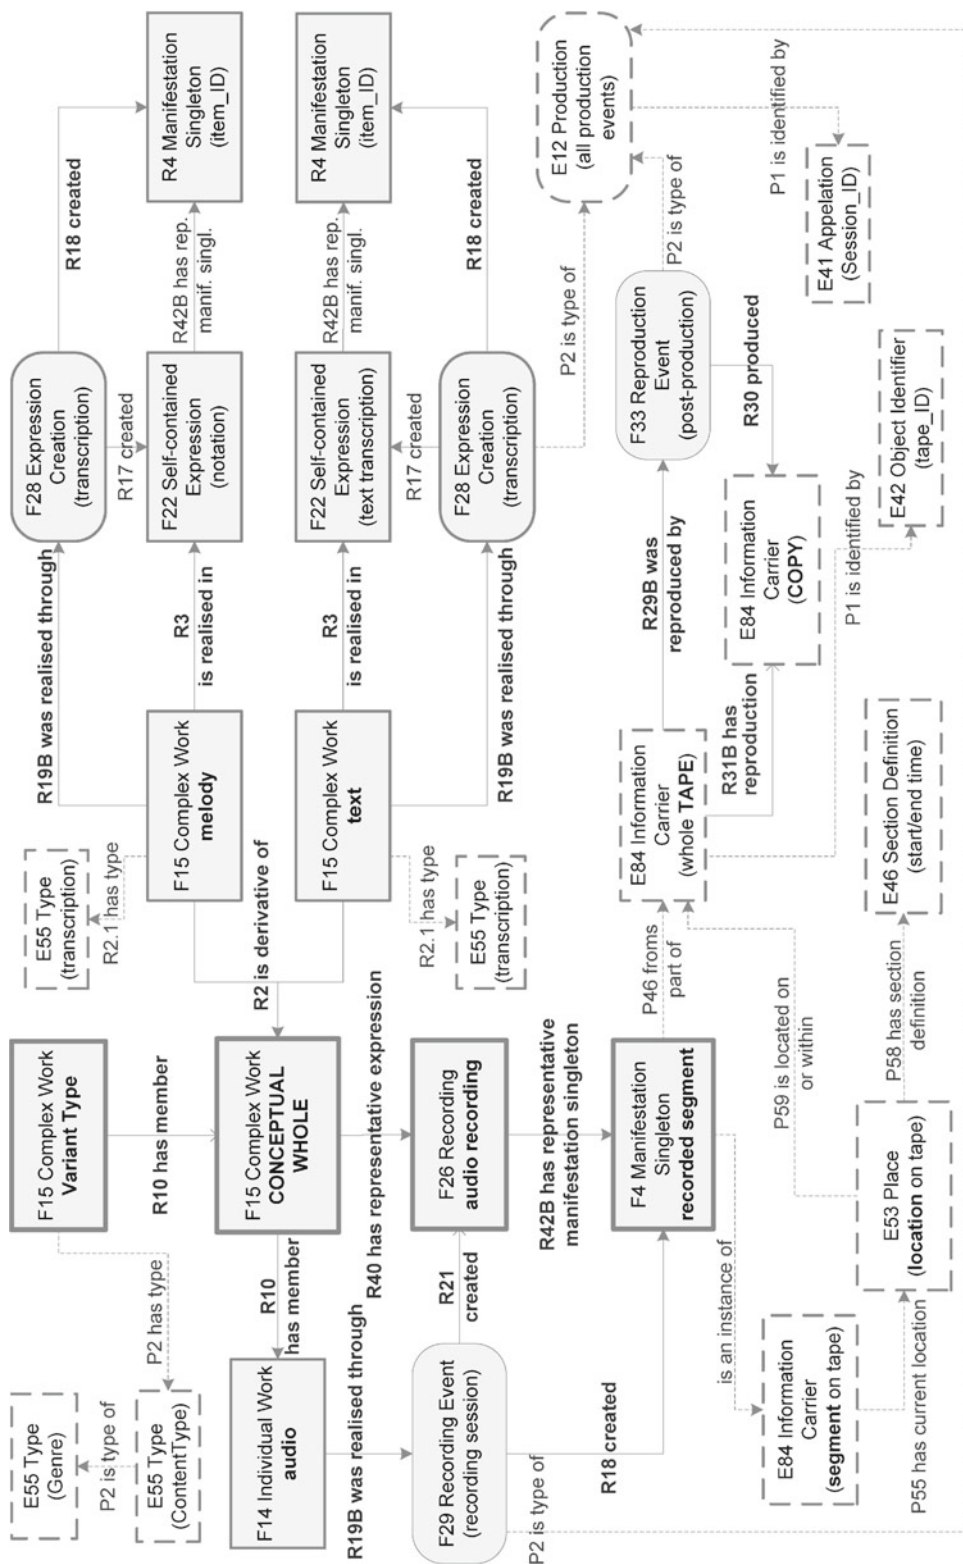 E55 Type
(Genre)
P2 is type of
E55 Type
(ContentType)
P2 has type
F15 Complex Work
Variant Type
R10 has member
E55 Type
(transcription)
R2.1 has type
F15 Complex Work
melody
R19B was realised through
R3
is realised in
F28 Expression
Creation
(transcription)
R17 created
F22 Self-contained
Expression
(notation)
R18 created
R42B has rep.
manif. singl.
R4 Manifestation
Singleton
(item_ID)
F14 Individual Work
audio
R10
has member
F15 Complex Work
CONCEPTUAL
WHOLE
R2 is derivative of
F15 Complex Work
text
R2.1 has type
E55 Type
(transcription)
R3
is realised in
R19B was realised through
F22 Self-contained
Expression
(text transcription)
R17 created
F28 Expression
Creation
(transcription)
R42B has rep.
manif. singl.
R4 Manifestation
Singleton
(item_ID)
R18 created
R19B was realised through
R40 has representative expression
F29 Recording Event
(recording session)
R21
created
F26 Recording
audio recording
R42B has representative
manifestation singleton
R18 created
F4 Manifestation
Singleton
recorded segment
P46 froms
part of
E84 Information
Carrier
(whole TAPE)
R29B was
reproduced by
F33 Reproduction
Event
(post-production)
P2 is type of
P2 is type of
E12 Production
(all production
events)
R31B has
reproduction
R30 produced
E84 Information
Carrier
(COPY)
P1 is identified by
E41 Appelation
(Session_ID)
is an instance of
E84 Information
Carrier
(segment on tape)
P55 has current location
E53 Place
(location on tape)
P59 is located on
or within
P58 has section
definition
E46 Section Definition
(start/end time)
P1 is identified by
E42 Object Identifier
(tape_ID)
P2 is type of